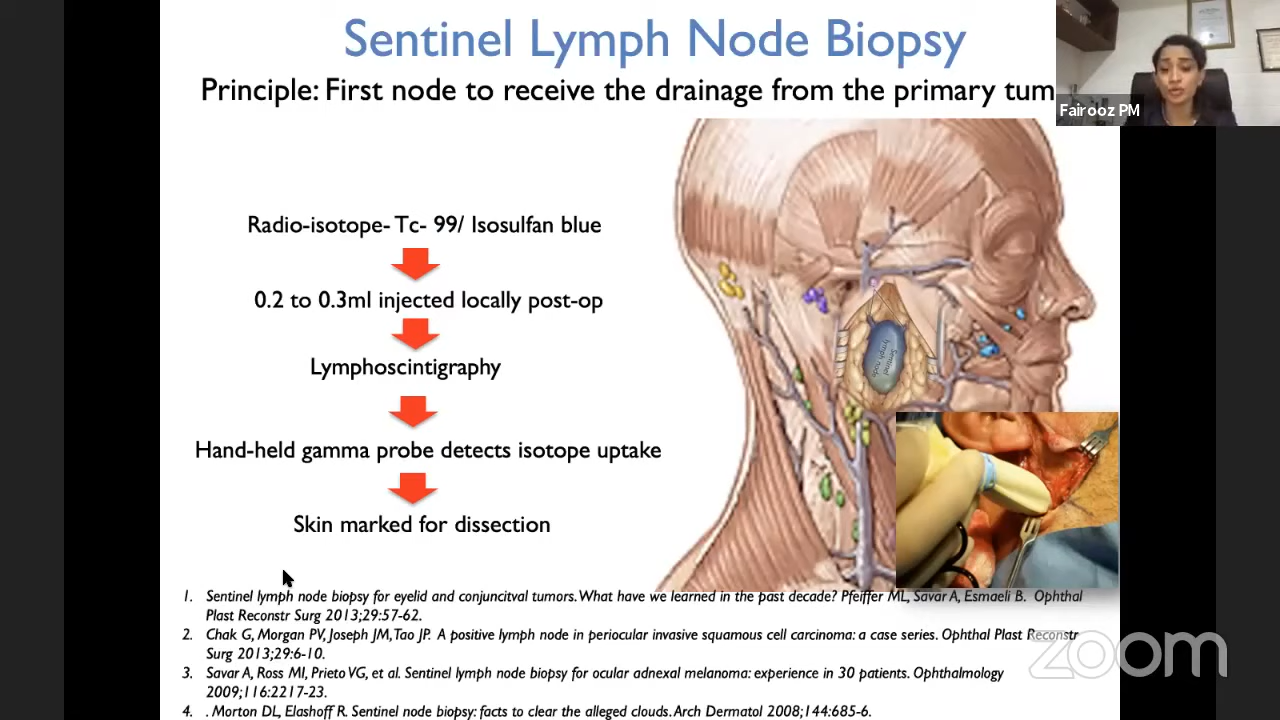 Sentinel Lymph Node Biopsy
Principle: First node to receive the drainage from the primary tum
Fairooz PM
Radio-isotope- Tc- 99/ Isosulfan blue
0.2 to 0.3ml injected locally post-op
Lymphoscintigraphy
Hand-held gamma probe detects isotope uptake
Skin marked for dissection
Sentinel
lymph node
1. Sentinel lymph node biopsy for eyelid and conjuncitval tumors. What have we learned in the past decade? Pfeiffer ML, Savar A, Esmaeli B. Ophthal
Plast Reconstr Surg 2013;29:57-62.
2. Chak G, Morgan PV, Joseph JM, Tao JP. A positive lymph node in periocular invasive squamous cell carcinoma: a case series. Ophthal Plast Reconstr
Surg 2013;29:6-10.
3. Savar A, Ross MI, Prieto VG, et al. Sentinel lymph node biopsy for ocular adnexal melanoma: experience in 30 patients. Ophthalmology
2009;116:2217-23.
4. . Morton DL, Elashoff R. Sentinel node biopsy: facts to clear the alleged clouds. Arch Dermatol 2008;144:685-6.
zoom